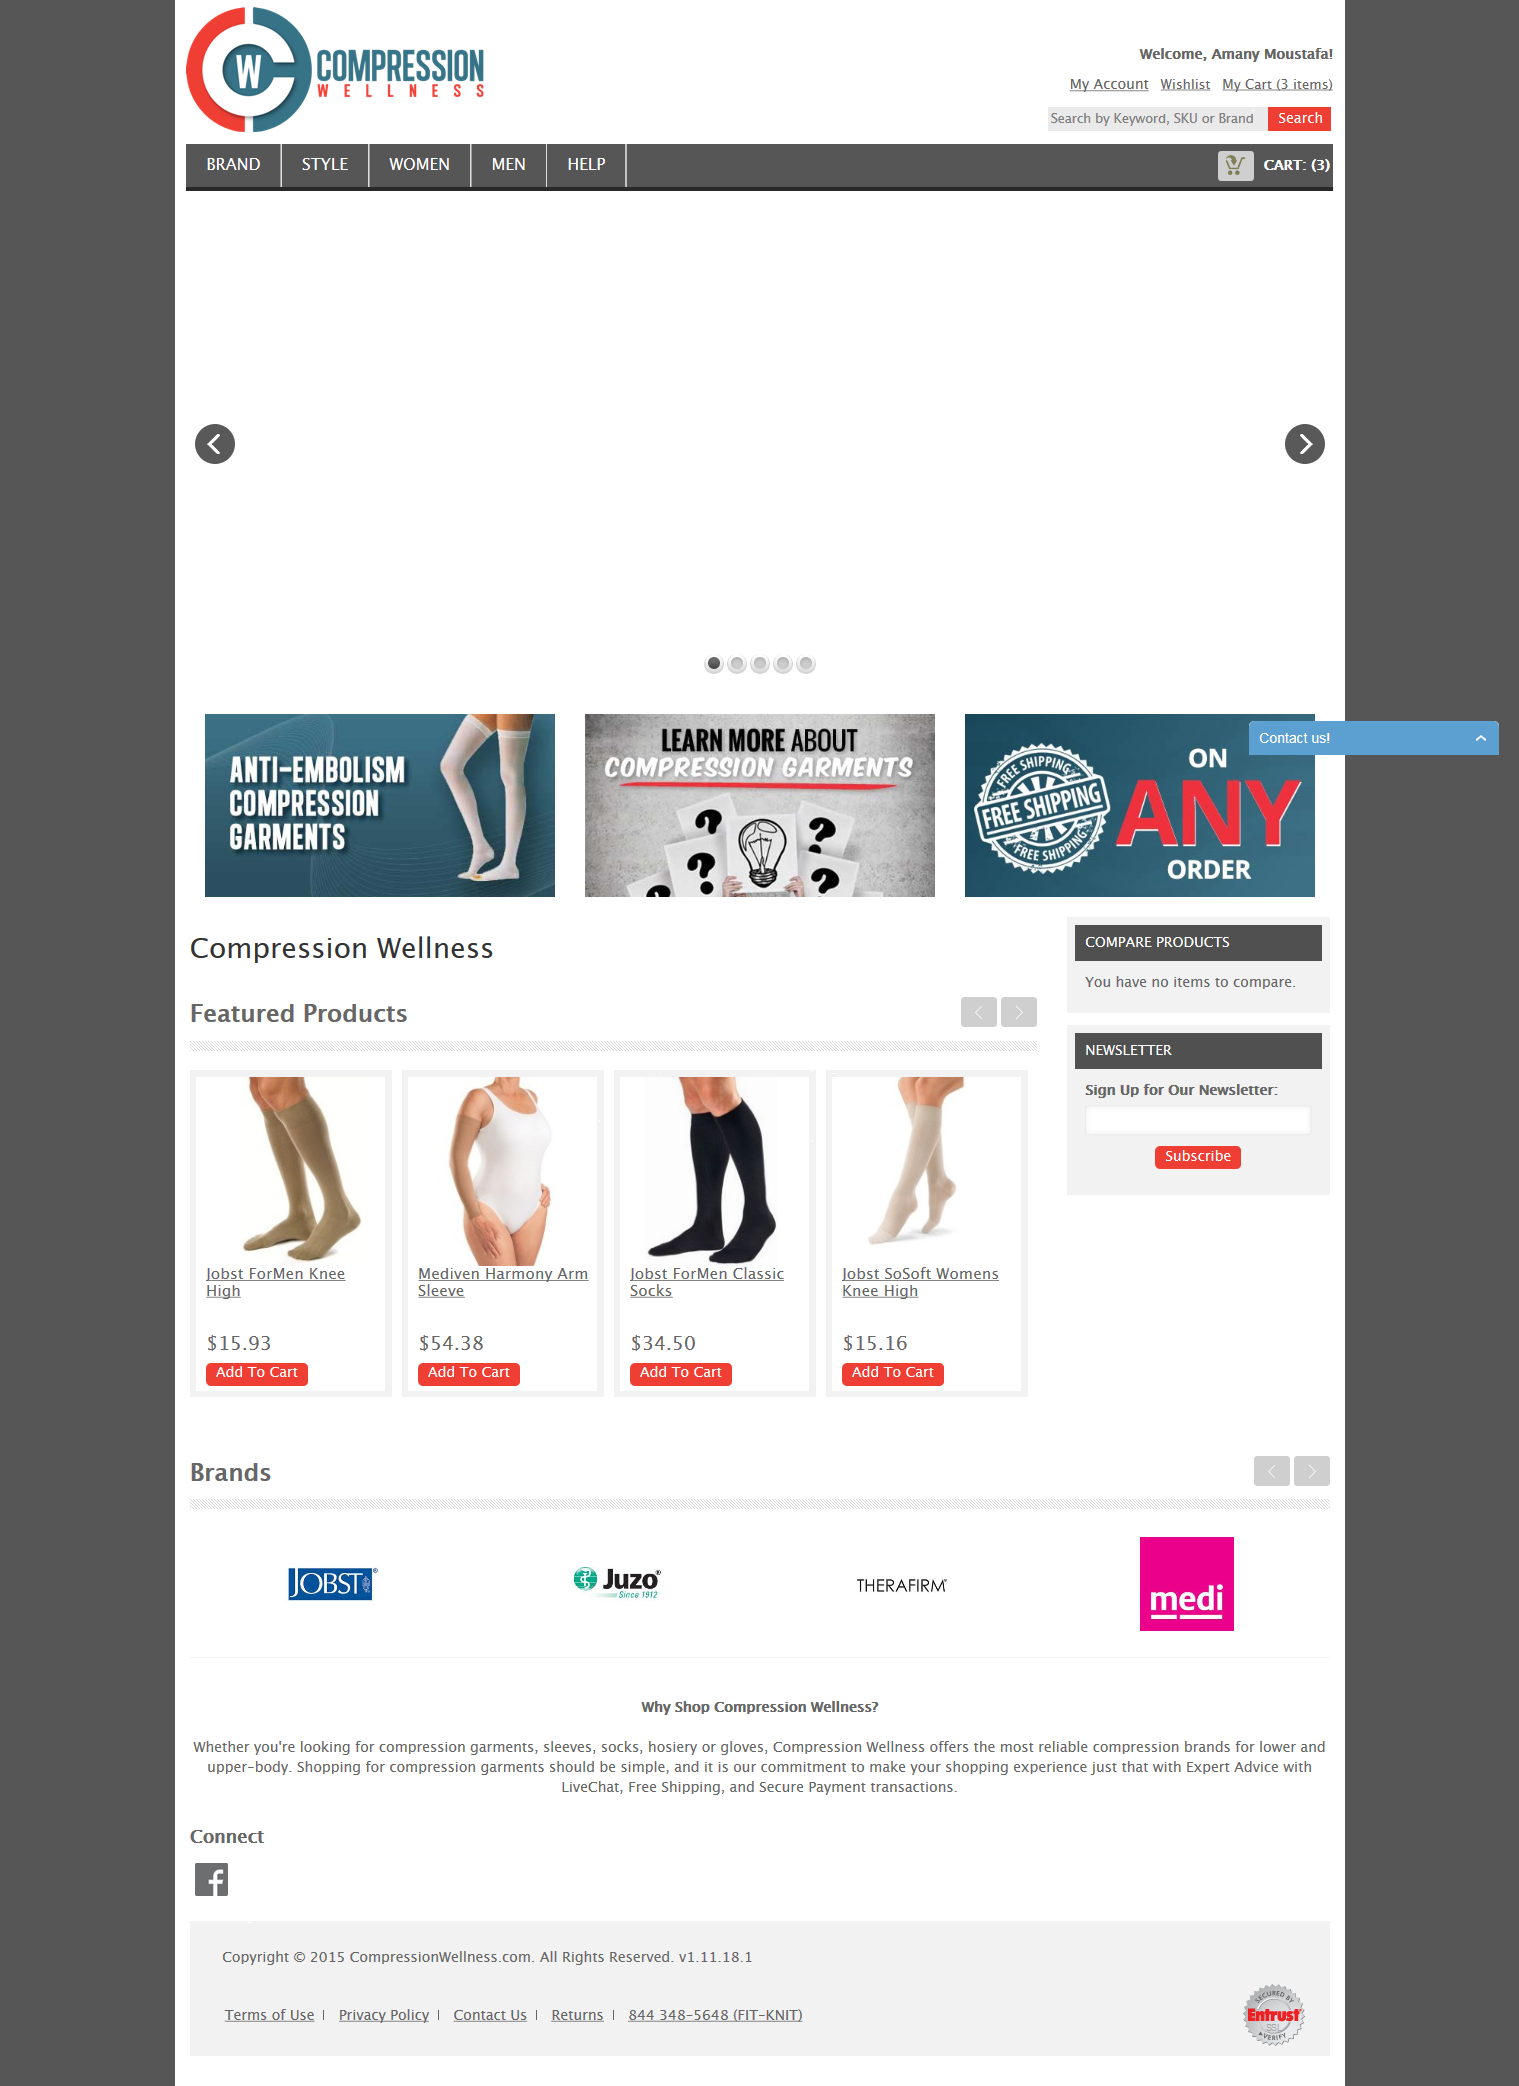 CW COMPRESSION
WELLNESS
Welcome, Amany Moustafa!
My Account Wishlist My Cart (3 items)
Search by Keyword, SKU or Brand Search
BRAND STYLE WOMEN MEN HELP CART: (3)
ANTI-EMBOLISM
COMPRESSION
GARMENTS
LEARN MORE ABOUT
COMPRESSION GARMENTS
? ? ? ? ? ?
FREE SHIPPING
FREE SHIPPING
FREE SHIPPING
ON
ANY
ORDER
Contact us!
Compression Wellness
COMPARE PRODUCTS
You have no items to compare.
Featured Products
NEWSLETTER
Sign Up for Our Newsletter:
Subscribe
Jobst ForMen Knee
High
$15.93
Add To Cart
Mediven Harmony Arm
Sleeve
$54.38
Add To Cart
Jobst ForMen Classic
Socks
$34.50
Add To Cart
Jobst SoSoft Womens
Knee High
$15.16
Add To Cart
Brands
JOBST®
Juzo®
Since 1912
THERAFIRM®
medi
Why Shop Compression Wellness?
Whether you're looking for compression garments, sleeves, socks, hosiery or gloves, Compression Wellness offers the most reliable compression brands for lower and
upper-body. Shopping for compression garments should be simple, and it is our commitment to make your shopping experience just that with Expert Advice with
LiveChat, Free Shipping, and Secure Payment transactions.
Connect
Copyright © 2015 CompressionWellness.com. All Rights Reserved. v1.11.18.1
Terms of Use | Privacy Policy | Contact Us | Returns | 844 348-5648 (FIT-KNIT)
SECURED BY
Entrust
SSL
VERIFY